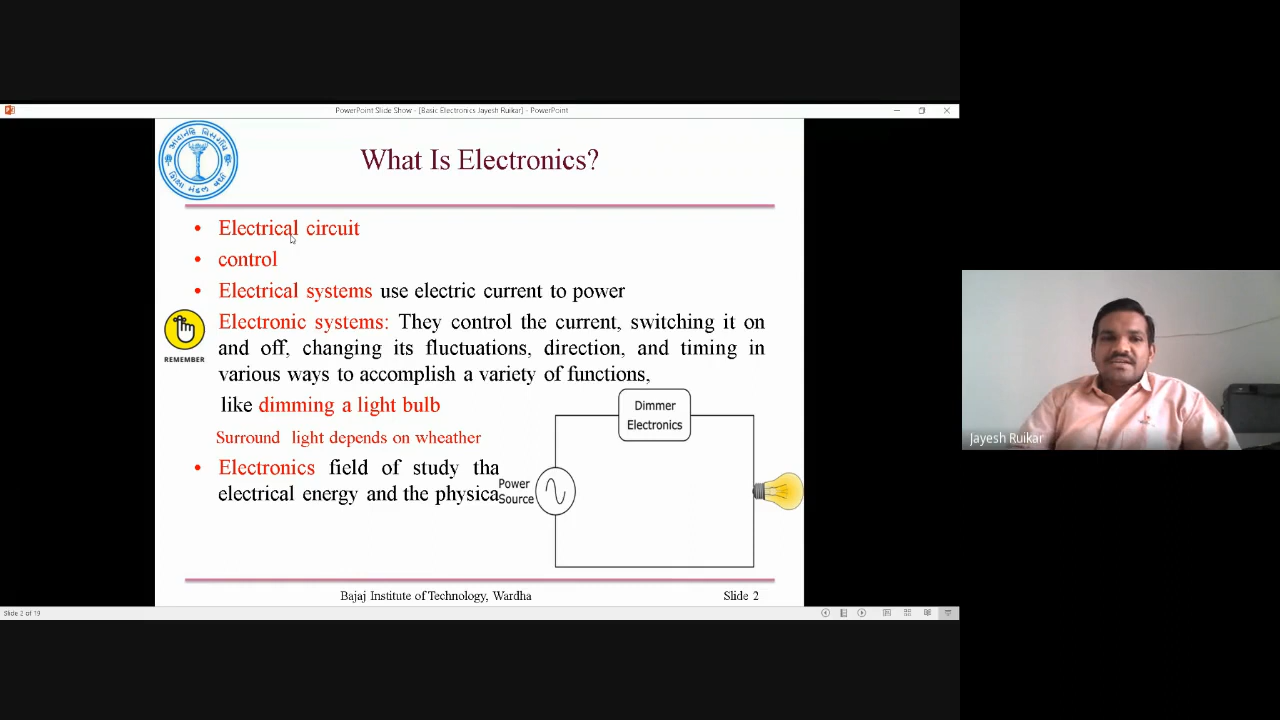 PowerPoint Slide Show - [Basic Electronics Jayesh Ruikar] - PowerPoint
What Is Electronics?
• Electrical circuit
• control
• Electrical systems use electric current to power
Electronic systems: They control the current, switching it on
and off, changing its fluctuations, direction, and timing in
various ways to accomplish a variety of functions,
REMEMBER
like dimming a light bulb
Surround light depends on wheather
• Electronics field of study tha
electrical energy and the physica
Dimmer
Electronics
Power
Source
Bajaj Institute of Technology, Wardha
Slide 2
Slide 2 of 19
Jayesh Ruikar